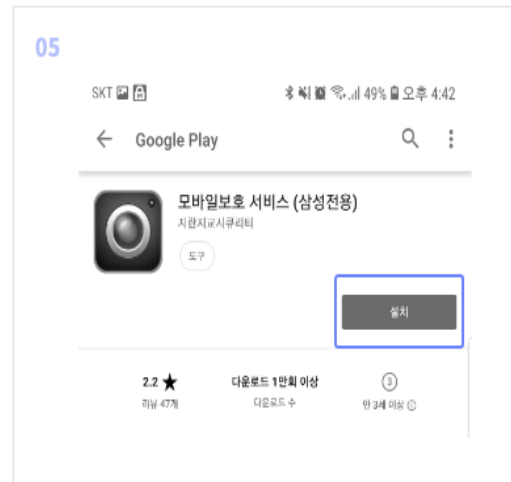 05
SKT 49% 오후 4:42
Google Play
모바일보호 서비스 (삼성전용)
지란지교시큐리티
도구
설치
2.2 ★ 다운로드 1만회 이상 3
리뷰 47개 다운로드 수 만 3세 이상 ⓘ